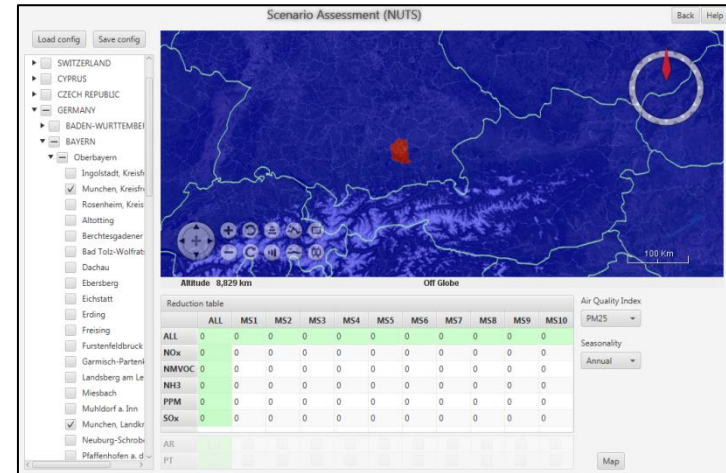 Scenario Assessment (NUTS)
Back Help
Load config Save config
SWITZERLAND
CYPRUS
CZECH REPUBLIC
GERMANY
BADEN-WURTTEMBE
BAYERN
Oberbayern
Ingolstadt, Kreisf
Munchen, Kreisfr
Rosenheim, Kreis
Altotting
Berchtesgadener
Bad Tolz-Wolfrat
Dachau
Ebersberg
Eichstatt
Erding
Freising
Furstenfeldbruck
Garmisch-Parten
Landsberg am Le
Miesbach
Muhldorf a. Inn
Munchen, Landkr
Neuburg-Schrob
Pfaffenhofen a. d
100 Km
Altitude 8,829 km Off Globe
Reduction table
ALL MS1 MS2 MS3 MS4 MS5 MS6 MS7 MS8 MS9 MS10
ALL 0 0 0 0 0 0 0 0 0 0 0
NOx 0 0 0 0 0 0 0 0 0 0 0
NMVOC 0 0 0 0 0 0 0 0 0 0 0
NH3 0 0 0 0 0 0 0 0 0 0 0
PPM 0 0 0 0 0 0 0 0 0 0 0
SOx 0 0 0 0 0 0 0 0 0 0 0
AR
PT
Air Quality Index
PM25
Seasonality
Annual
Map